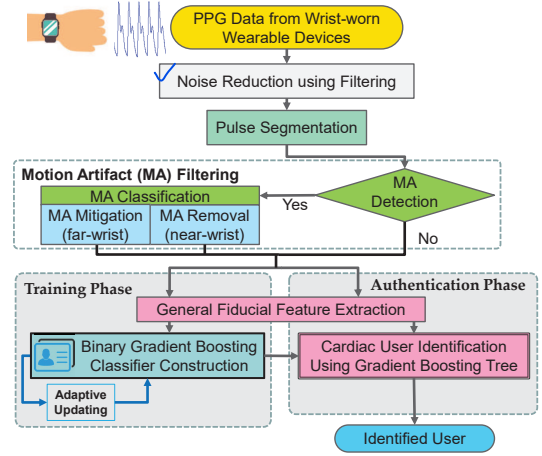 PPG Data from Wrist-worn
Wearable Devices
Noise Reduction using Filtering
Pulse Segmentation
Motion Artifact (MA) Filtering
MA Classification
MA Mitigation
(far-wrist)
MA Removal
(near-wrist)
Yes
MA
Detection
No
Training Phase
Authentication Phase
General Fiducial Feature Extraction
Binary Gradient Boosting
Classifier Construction
Cardiac User Identification
Using Gradient Boosting Tree
Adaptive
Updating
Identified User